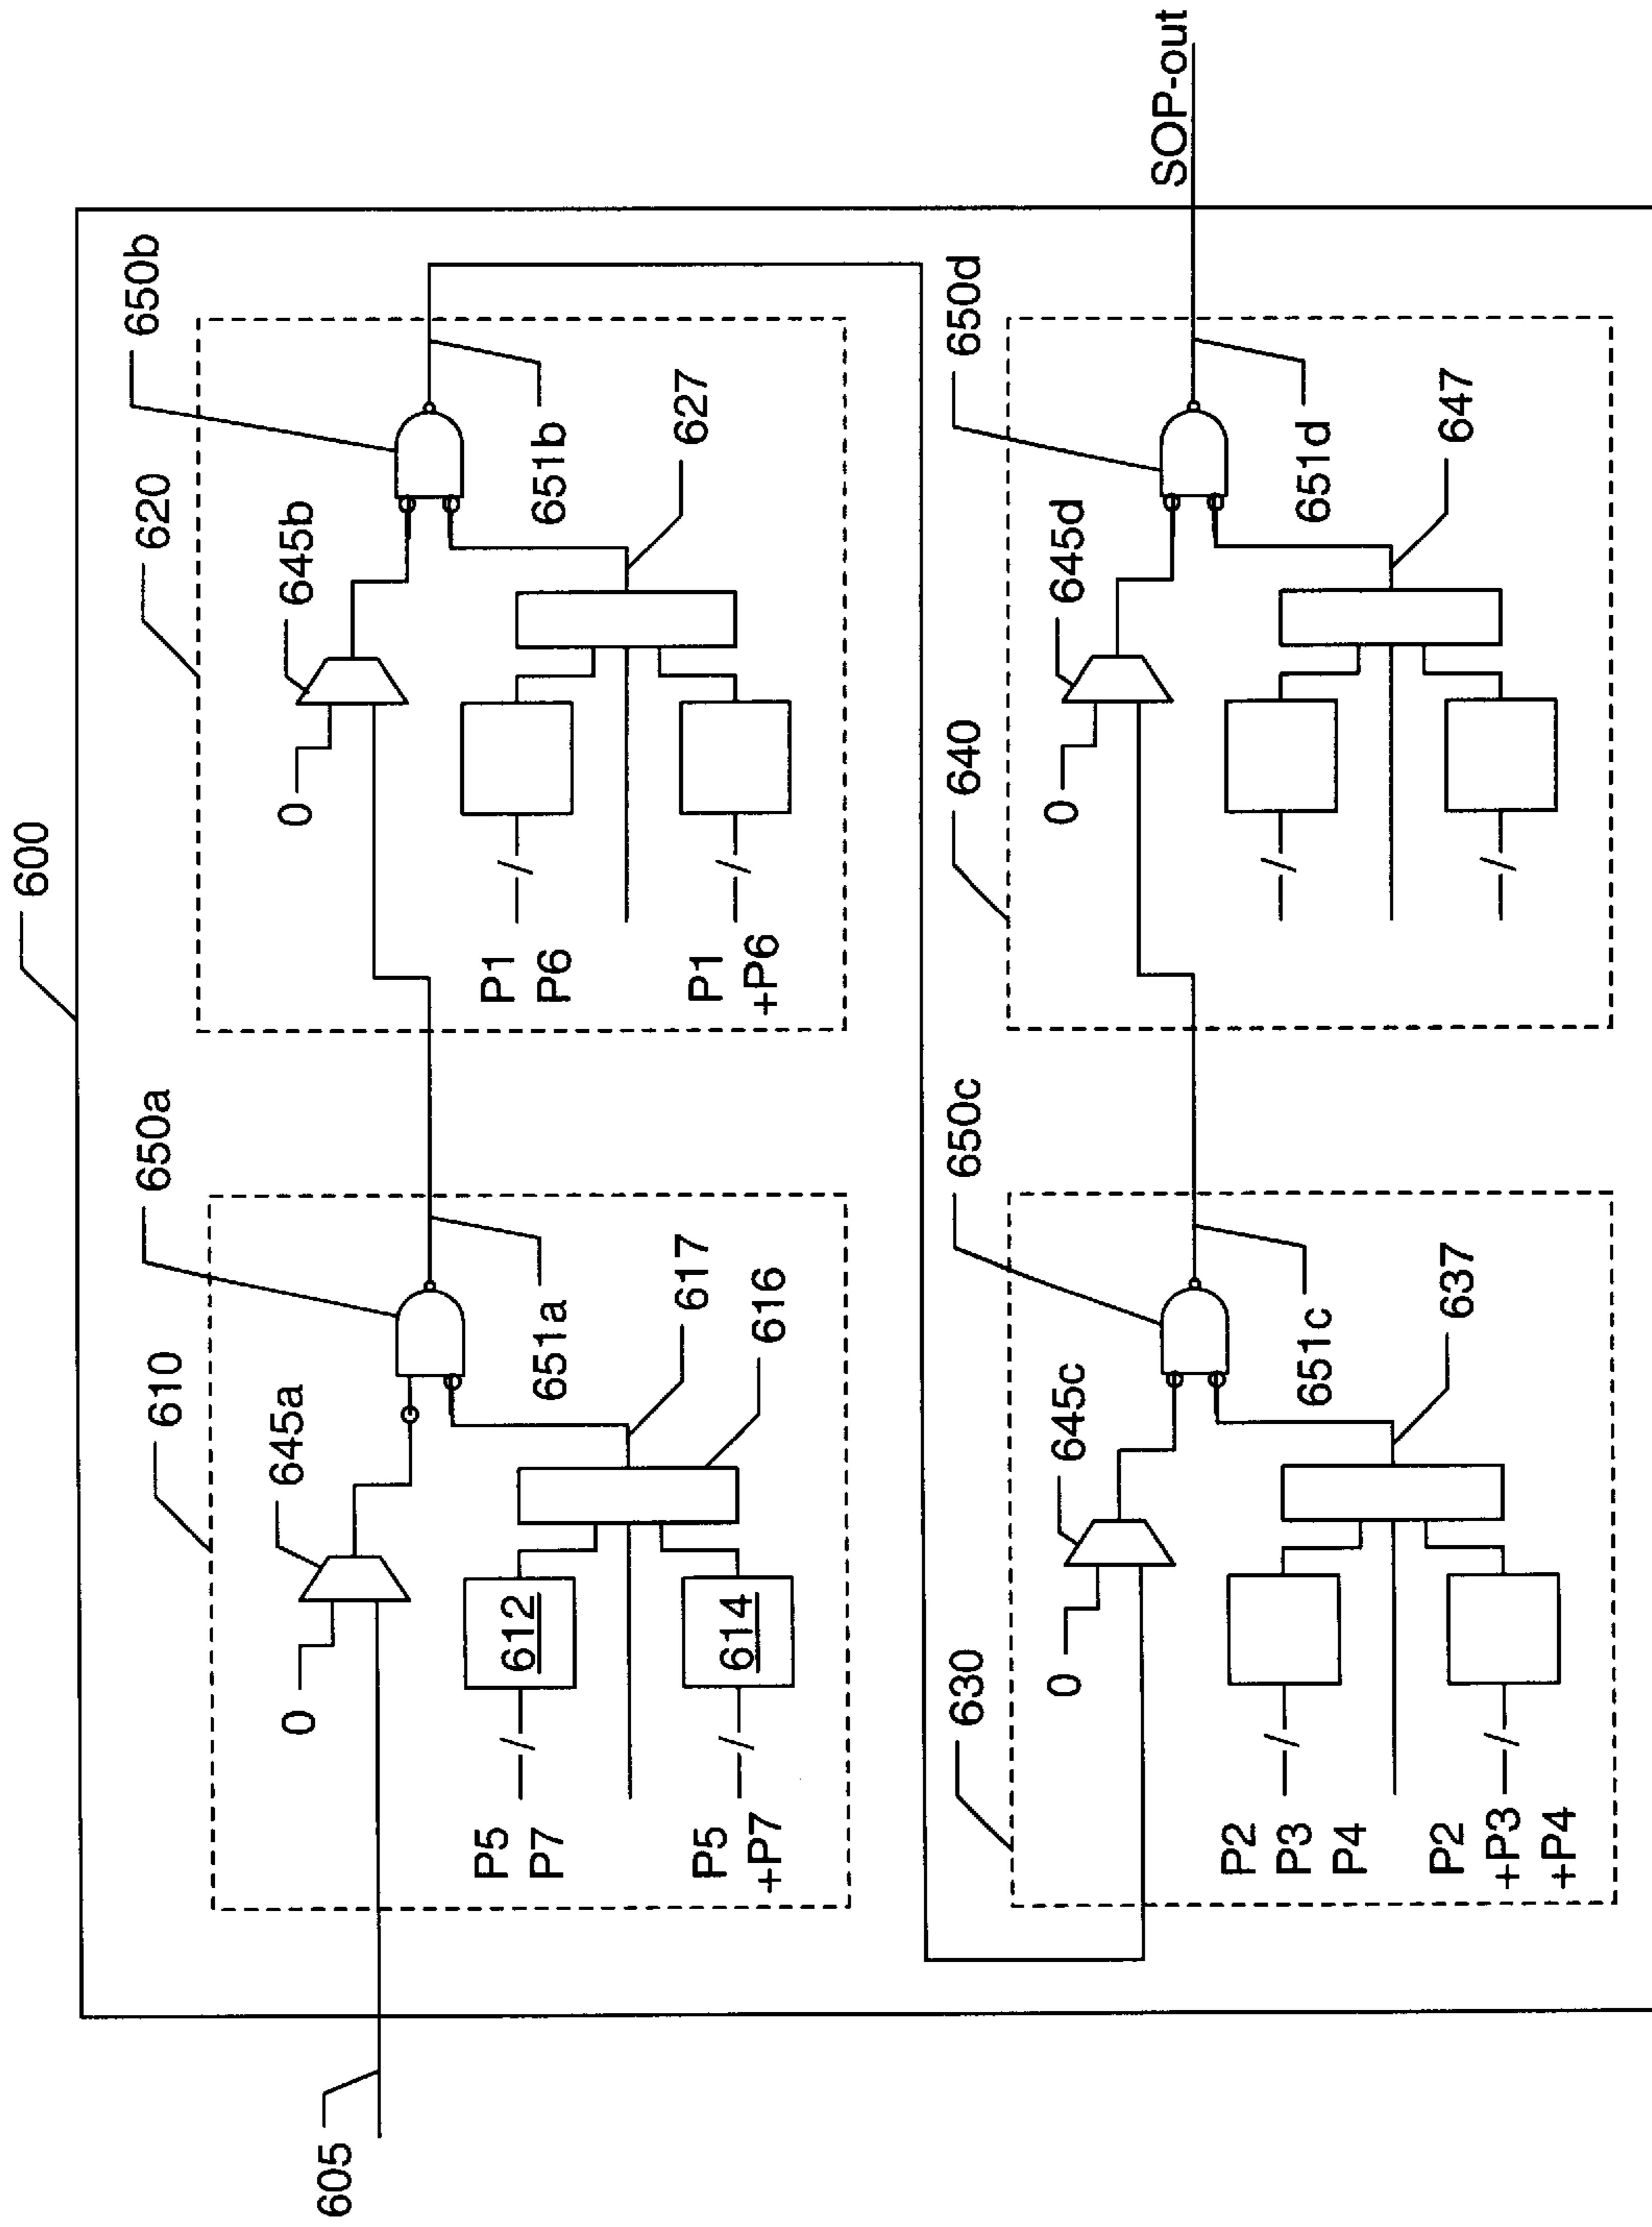 600
605
610
645a
0
650a
651a
612
614
P5
P7
P5
+P7
617
616
620
645b
0
650b
651b
P1
P6
P1
+P6
627
630
645c
0
650c
651c
P2
P3
P4
P2
+P3
+P4
637
640
645d
0
650d
651d
647
SOP-out